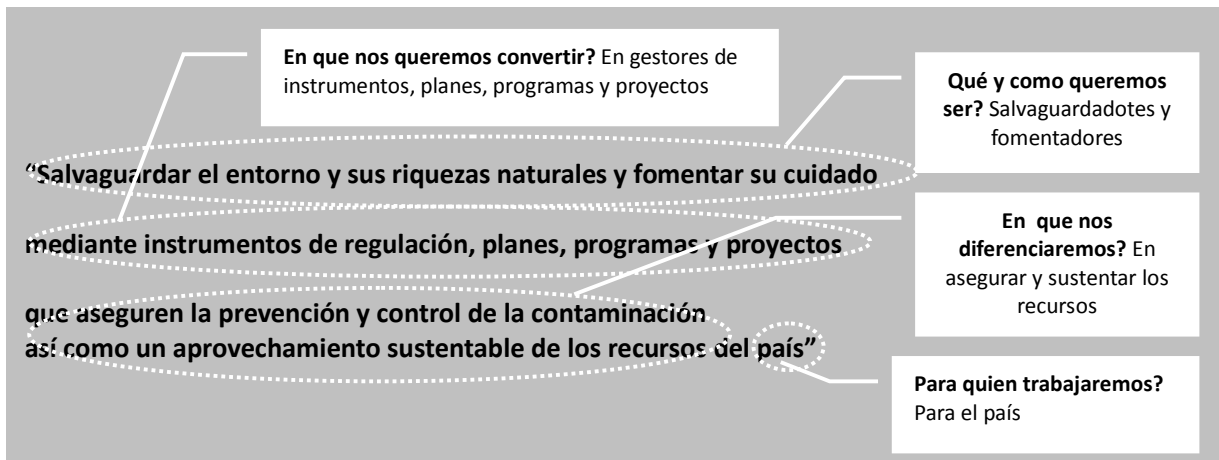 En que nos queremos convertir? En gestores de
instrumentos, planes, programas y proyectos
Qué y como queremos
ser? Salvaguardadotes y
fomentadores
“Salvaguardar el entorno y sus riquezas naturales y fomentar su cuidado
mediante instrumentos de regulación, planes, programas y proyectos
En que nos
diferenciaremos? En
asegurar y sustentar los
recursos
que aseguren la prevención y control de la contaminación
así como un aprovechamiento sustentable de los recursos del país”
Para quien trabajaremos?
Para el país